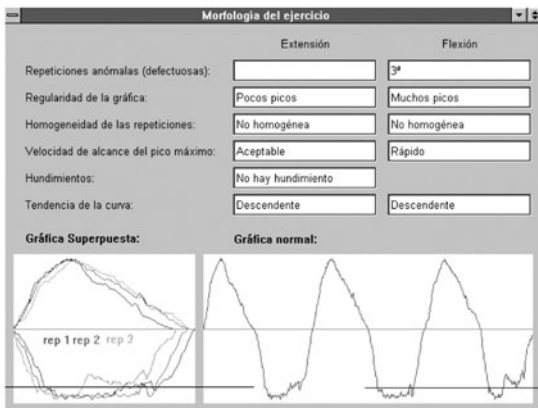 Morfología del ejercicio
Extensión Flexión
Repeticiones anómalas (defectuosas): 3ª
Regularidad de la gráfica: Pocos picos Muchos picos
Homogeneidad de las repeticiones: No homogénea No homogénea
Velocidad de alcance del pico máximo: Aceptable Rápido
Hundimientos: No hay hundimiento
Tendencia de la curva: Descendente Descendente
Gráfica Superpuesta: Gráfica normal:
rep 1 rep 2 rep 3